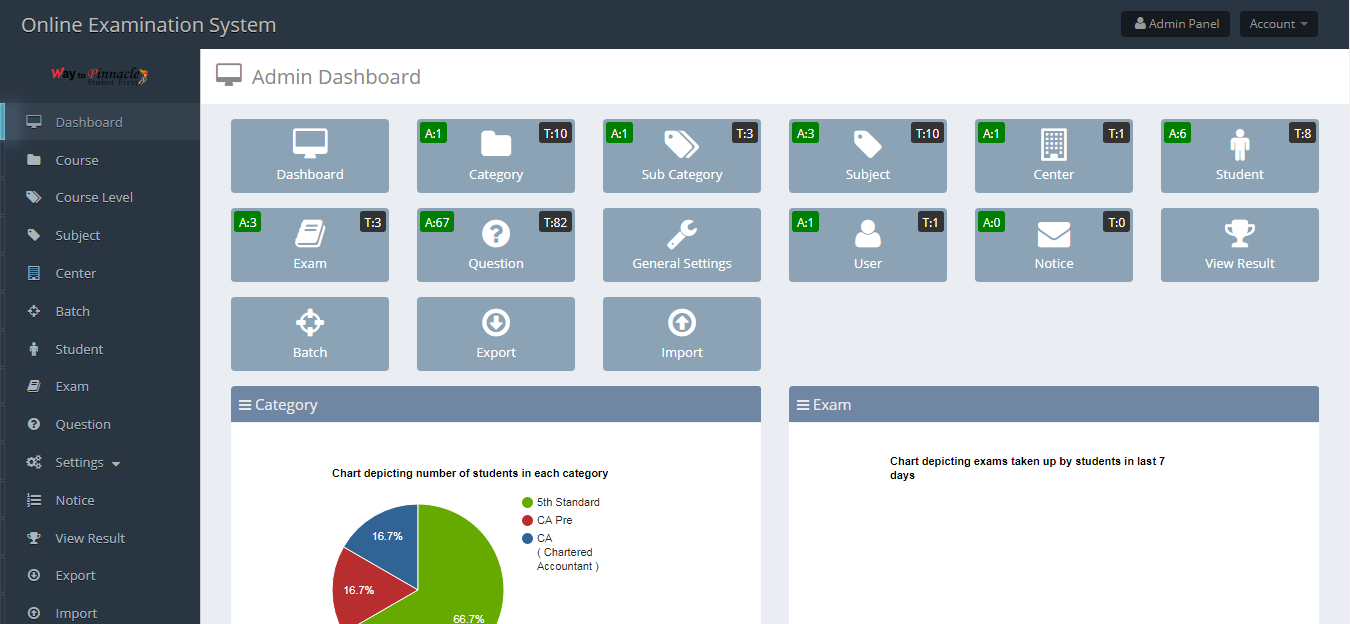 Online Examination System
Admin Panel
Account
Way to Pinnacle
Student First
Admin Dashboard
Dashboard
Course
Course Level
Subject
Center
Batch
Student
Exam
Question
Settings
Notice
View Result
Export
Import
Dashboard
A:1 T:10
Category
A:1 T:3
Sub Category
A:3 T:10
Subject
A:1 T:1
Center
A:6 T:8
Student
A:3 T:3
Exam
A:67 T:82
Question
General Settings
A:1 T:1
User
A:0 T:0
Notice
View Result
Batch
Export
Import
Category
Chart depicting number of students in each category
5th Standard
CA Pre
CA
( Chartered
Accountant )
16.7%
16.7%
66.7%
Exam
Chart depicting exams taken up by students in last 7
days